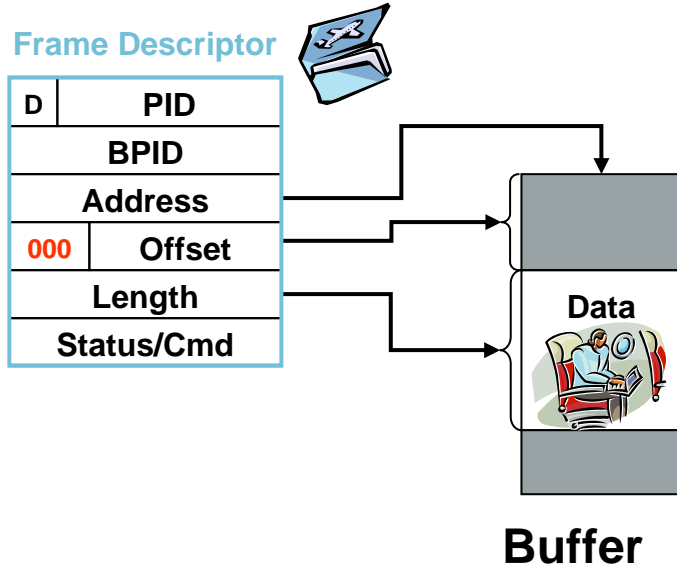 Frame Descriptor
D PID
BPID
Address
000 Offset
Length
Status/Cmd
Data
Buffer